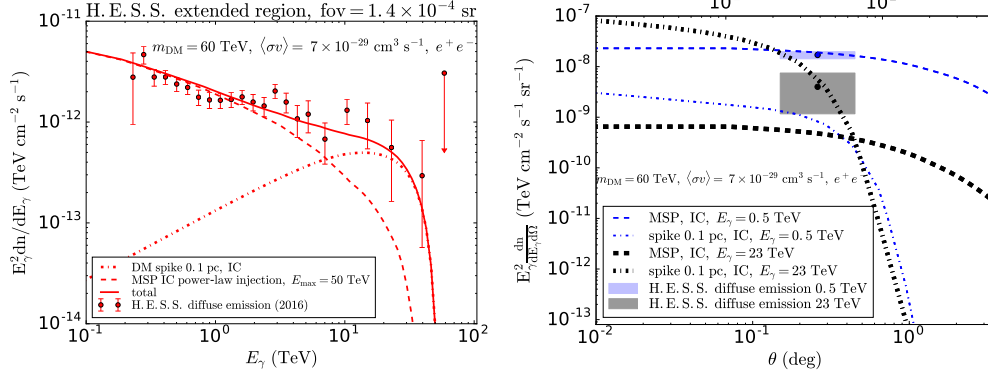 H.E.S.S. extended region, fov = 1.4 × 10⁻⁴ sr
m_DM = 60 TeV, ⟨σv⟩ = 7×10⁻²⁹ cm³ s⁻¹, e⁺e⁻
E²_γ dn/dE_γ (TeV cm⁻² s⁻¹)
10⁻¹¹
10⁻¹²
10⁻¹³
10⁻¹⁴
DM spike 0.1 pc, IC
MSP IC power-law injection, E_max = 50 TeV
total
H.E.S.S. diffuse emission (2016)
10⁻¹ 10⁰ 10¹ 10²
E_γ (TeV)
E²_γ dn/dE_γdΩ (TeV cm⁻² s⁻¹ sr⁻¹)
10⁻⁷
10⁻⁸
10⁻⁹
10⁻¹⁰
10⁻¹¹
10⁻¹²
10⁻¹³
m_DM = 60 TeV, ⟨σv⟩ = 7×10⁻²⁹ cm³ s⁻¹, e⁺e
MSP, IC, E_γ = 0.5 TeV
spike 0.1 pc, IC, E_γ = 0.5 TeV
MSP, IC, E_γ = 23 TeV
spike 0.1 pc, IC, E_γ = 23 TeV
H.E.S.S. diffuse emission 0.5 TeV
H.E.S.S. diffuse emission 23 TeV
10⁻² 10⁻¹ 10⁰
θ (deg)